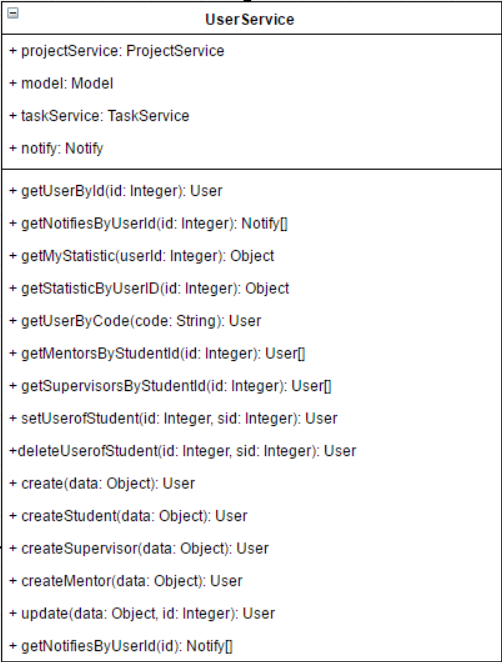 UserService
+ projectService: ProjectService
+ model: Model
+ taskService: TaskService
+ notify: Notify
+ getUserById(id: Integer): User
+ getNotifiesByUserId(id: Integer): Notify[]
+ getMyStatistic(userId: Integer): Object
+ getStatisticByUserID(id: Integer): Object
+ getUserByCode(code: String): User
+ getMentorsByStudentId(id: Integer): User[]
+ getSupervisorsByStudentId(id: Integer): User[]
+ setUserofStudent(id: Integer, sid: Integer): User
+deleteUserofStudent(id: Integer, sid: Integer): User
+ create(data: Object): User
+ createStudent(data: Object): User
+ createSupervisor(data: Object): User
+ createMentor(data: Object): User
+ update(data: Object, id: Integer): User
+ getNotifiesByUserId(id): Notify[]